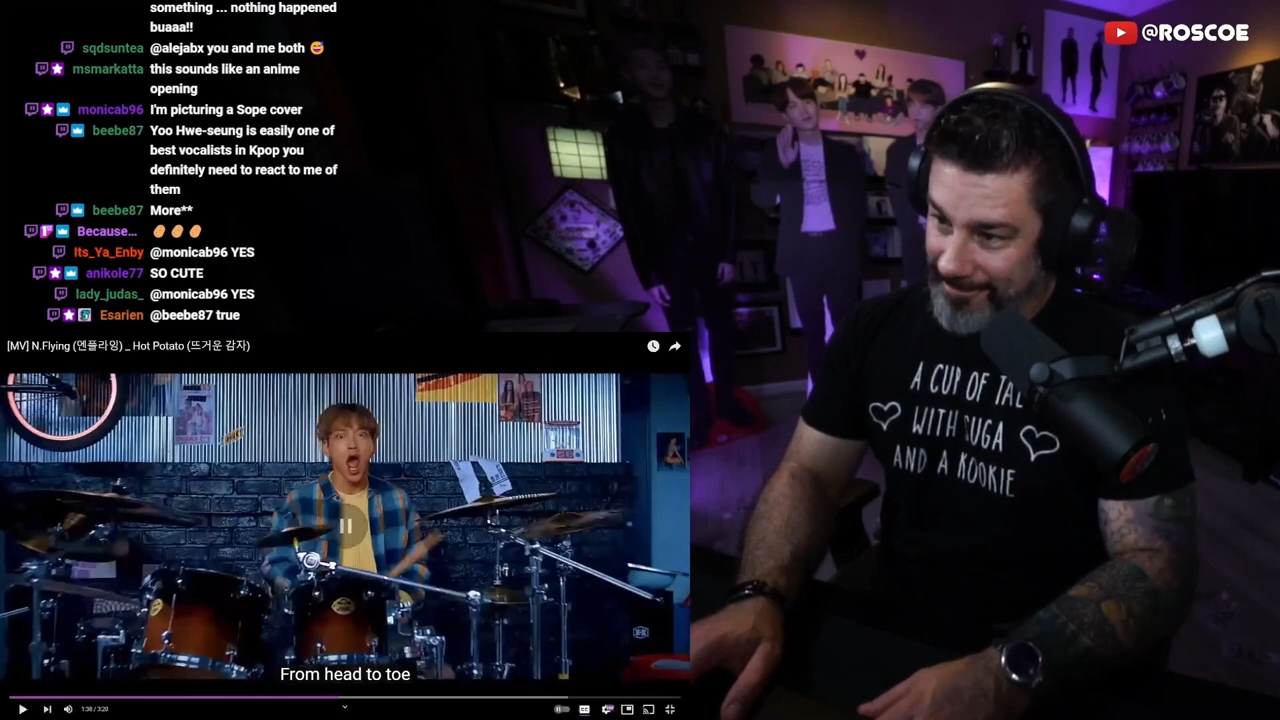 something ... nothing happened
buaaa!!
sqdsuntea @alejabx you and me both 😅
msmarkatta this sounds like an anime
opening
monicab96 I'm picturing a Sope cover
beebe87 Yoo Hwe-seung is easily one of
best vocalists in Kpop you
definitely need to react to me of
them
beebe87 More**
Because... 🥔 🥔 🥔
Its_Ya_Enby @monicab96 YES
anikole77 SO CUTE
lady_judas_ @monicab96 YES
Esarien @beebe87 true
@ROSCOE
[MV] N.Flying (엔플라잉) _ Hot Potato (뜨거운 감자)
A CUP OF TAE
WITH SUGA
AND A KOOKIE
From head to toe
1:38 / 3:20